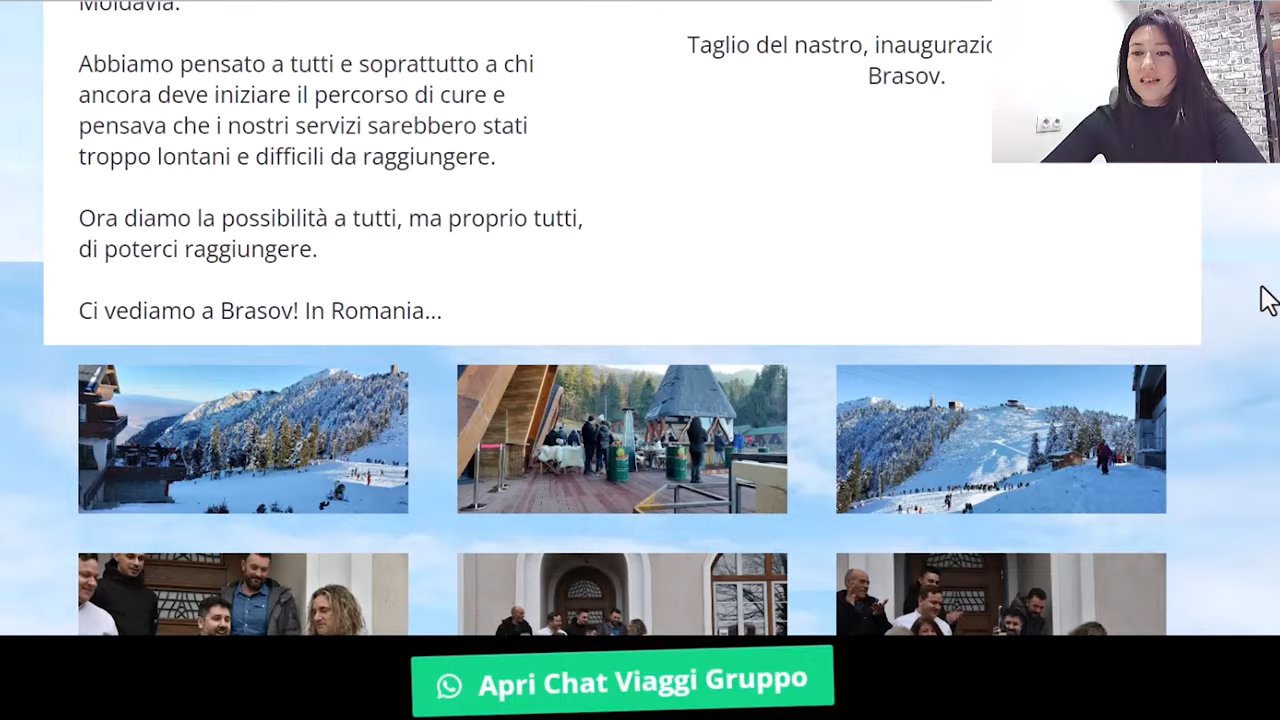 Moldavia.
Abbiamo pensato a tutti e soprattutto a chi
ancora deve iniziare il percorso di cure e
pensava che i nostri servizi sarebbero stati
troppo lontani e difficili da raggiungere.
Ora diamo la possibilità a tutti, ma proprio tutti,
di poterci raggiungere.
Ci vediamo a Brasov! In Romania...
Taglio del nastro, inaugurazio
Brasov.
Apri Chat Viaggi Gruppo